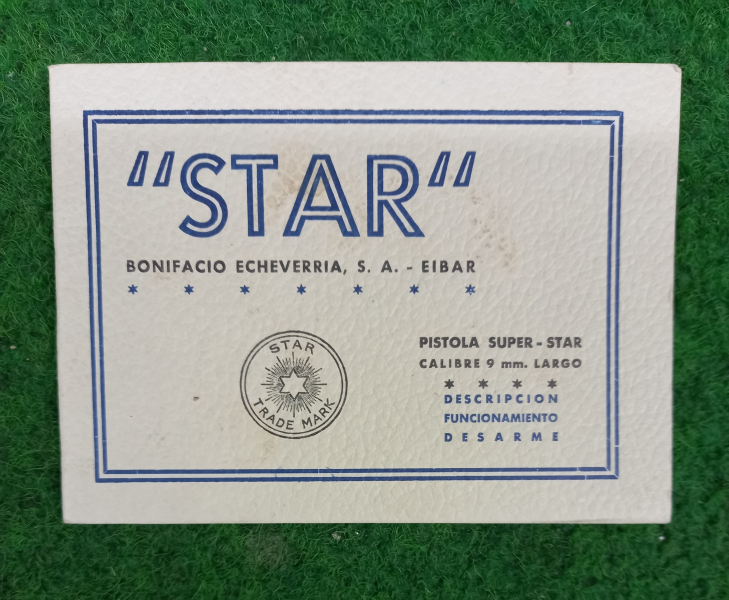 "STAR"
BONIFACIO ECHEVERRIA, S. A. - EIBAR
STAR
TRADE MARK
PISTOLA SUPER-STAR
CALIBRE 9 mm. LARGO
DESCRIPCION
FUNCIONAMIENTO
DESARME